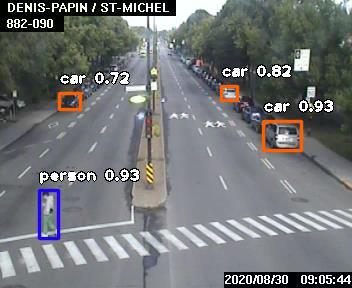 DENIS-PAPIN / ST-MICHEL
882-090
car 0.72
car 0.82
car 0.93
person 0.93
2020/08/30 09:05:44